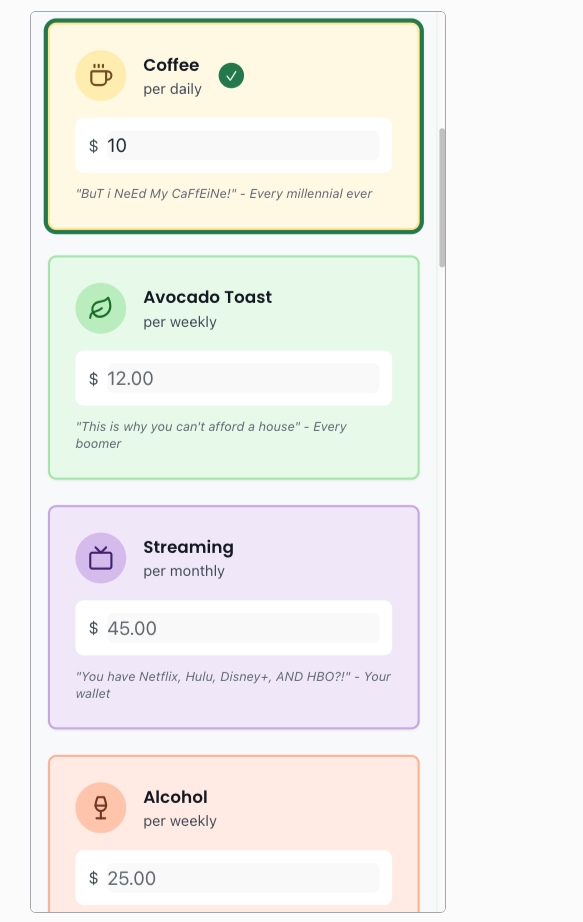 Coffee
per daily
$ 10
"BuT i NeEd My CaFfEiNe!" - Every millennial ever
Avocado Toast
per weekly
$ 12.00
"This is why you can't afford a house" - Every
boomer
Streaming
per monthly
$ 45.00
"You have Netflix, Hulu, Disney+, AND HBO?!" - Your
wallet
Alcohol
per weekly
$ 25.00